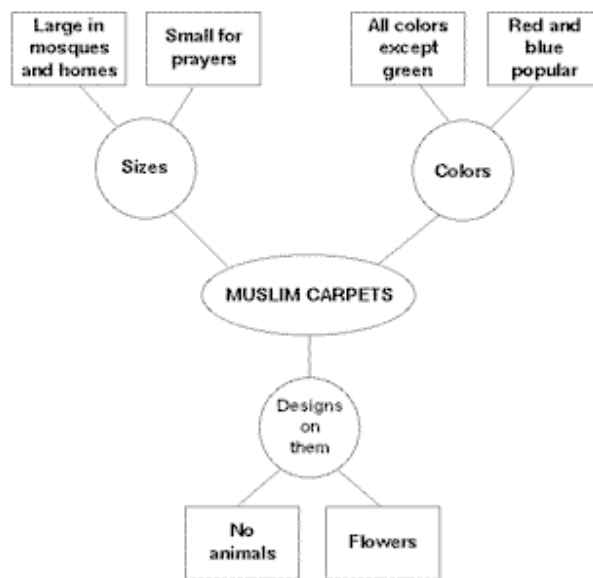 Large in
mosques
and homes
Small for
prayers
All colors
except
green
Red and
blue
popular
Sizes
Colors
MUSLIM CARPETS
Designs
on
them
No
animals
Flowers